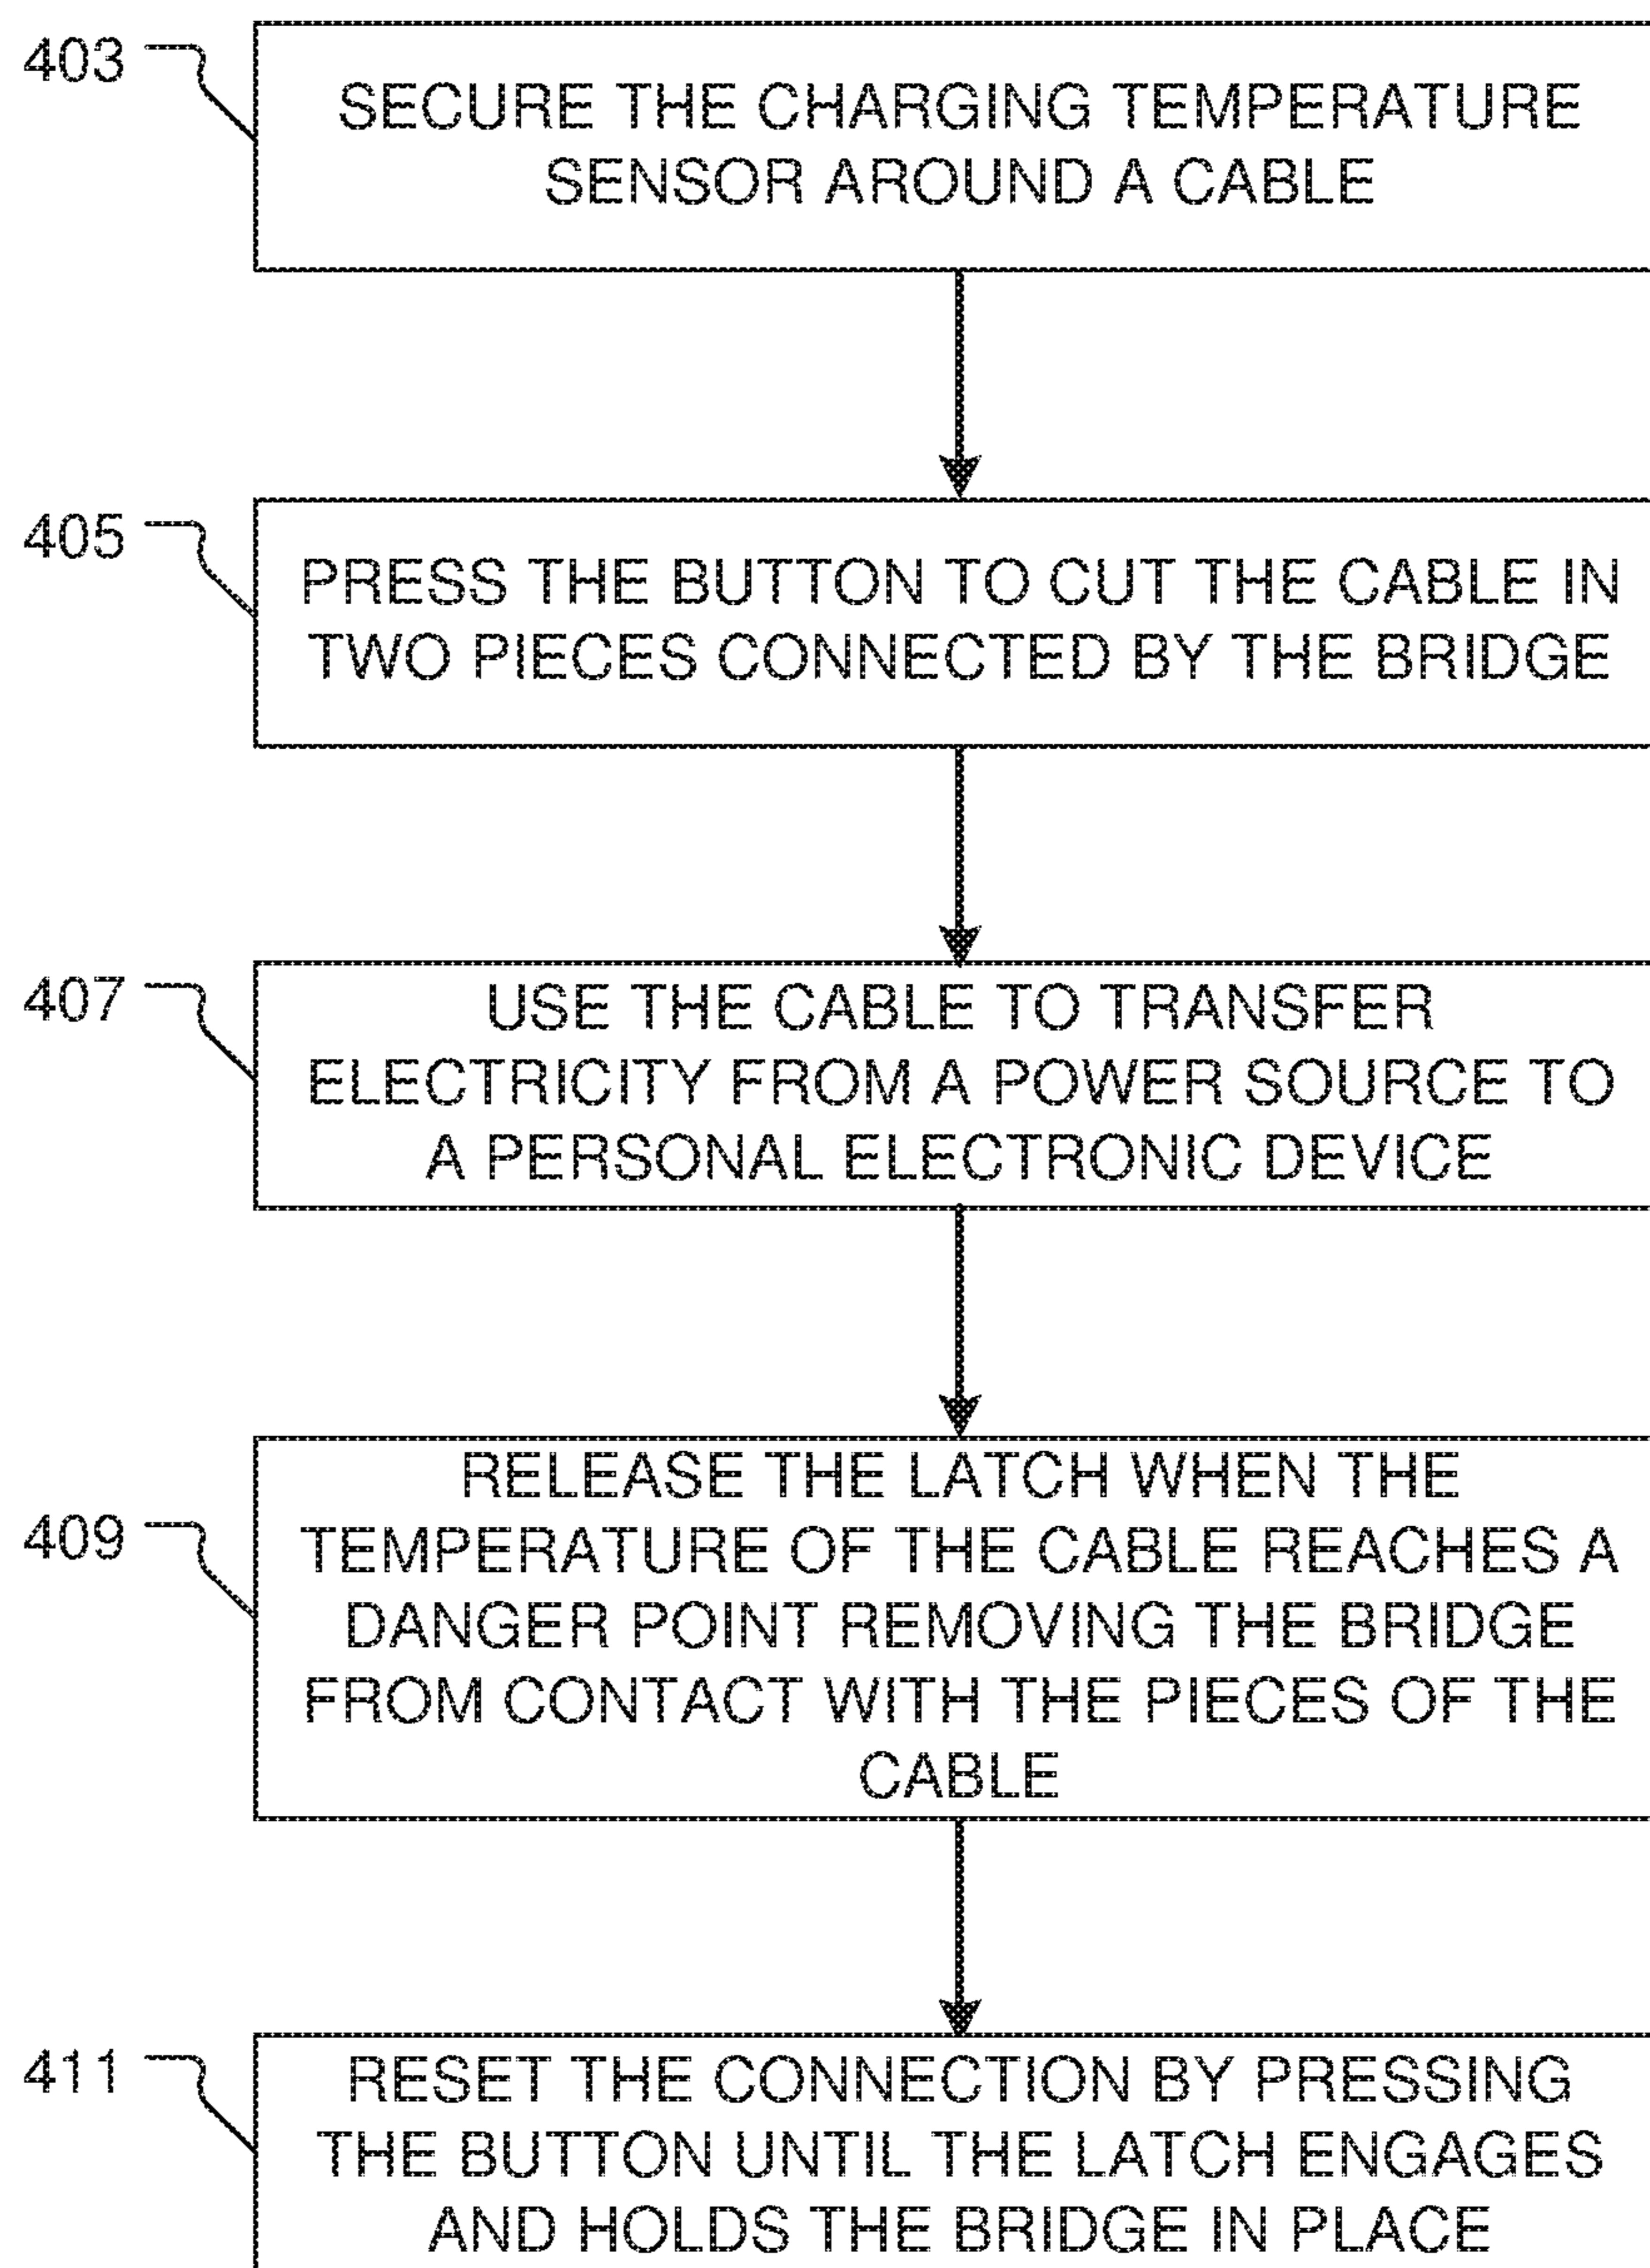 403
SECURE THE CHARGING TEMPERATURE
SENSOR AROUND A CABLE
405
PRESS THE BUTTON TO CUT THE CABLE IN
TWO PIECES CONNECTED BY THE BRIDGE
407
USE THE CABLE TO TRANSFER
ELECTRICITY FROM A POWER SOURCE TO
A PERSONAL ELECTRONIC DEVICE
409
RELEASE THE LATCH WHEN THE
TEMPERATURE OF THE CABLE REACHES A
DANGER POINT REMOVING THE BRIDGE
FROM CONTACT WITH THE PIECES OF THE
CABLE
411
RESET THE CONNECTION BY PRESSING
THE BUTTON UNTIL THE LATCH ENGAGES
AND HOLDS THE BRIDGE IN PLACE